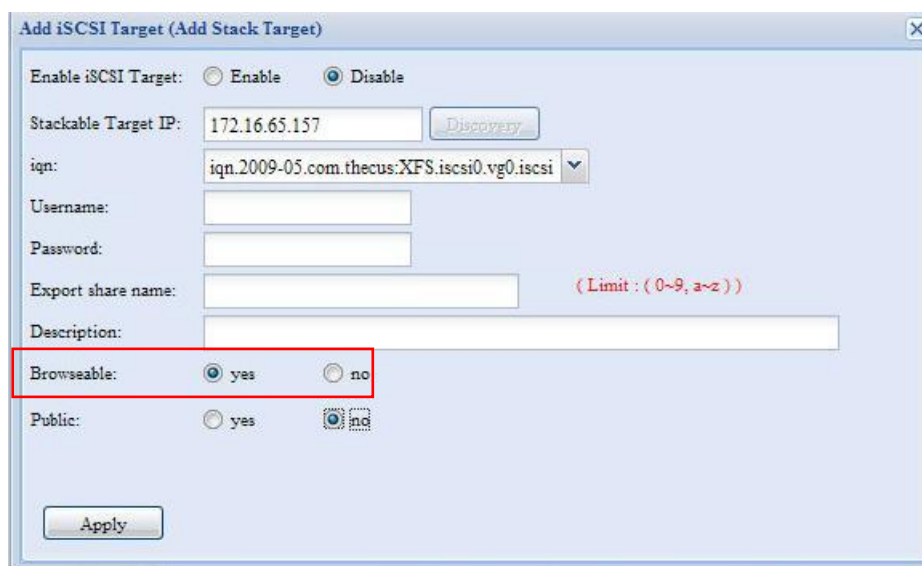 Add iSCSI Target (Add Stack Target)
Enable iSCSI Target: Enable Disable
Stackable Target IP: 172.16.65.157 Discovery
iqn: iqn.2009-05.com.thecus:XFS.iscsi0.vg0.iscsi
Username:
Password:
Export share name: ( Limit : ( 0~9, a~z ) )
Description:
Browseable: yes no
Public: yes no
Apply